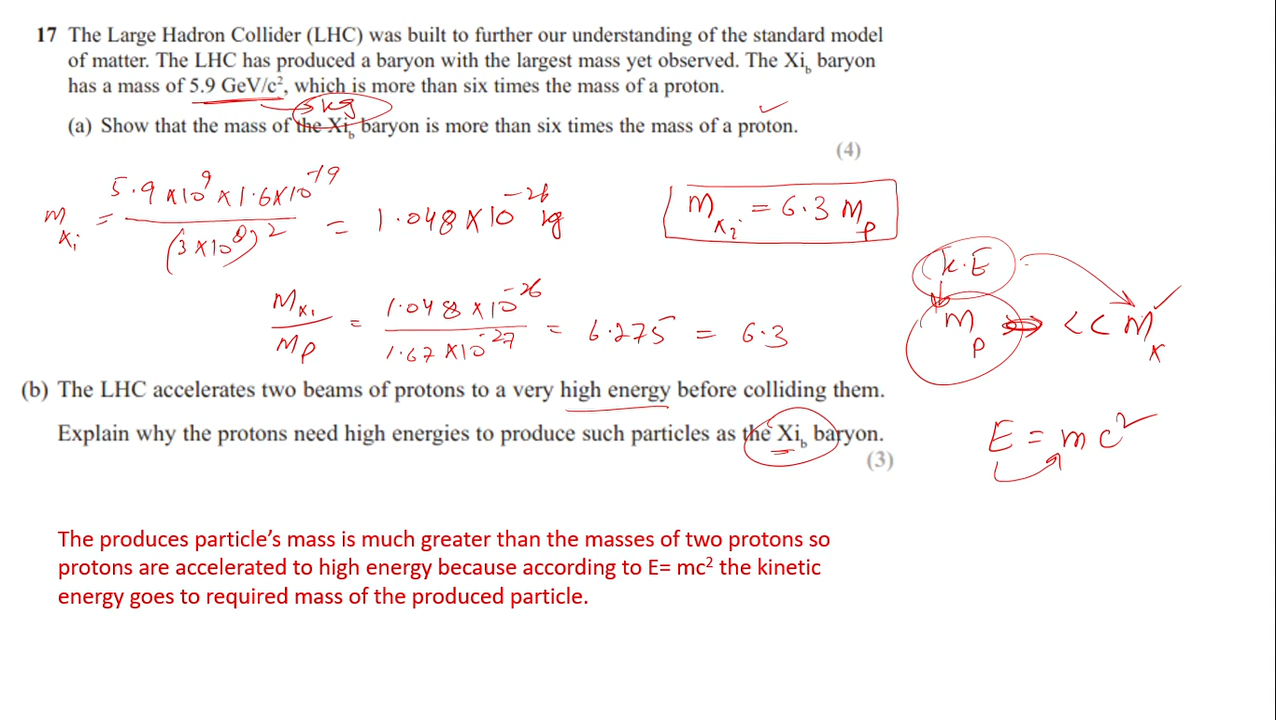 17 The Large Hadron Collider (LHC) was built to further our understanding of the standard model
of matter. The LHC has produced a baryon with the largest mass yet observed. The Xi_b baryon
has a mass of 5.9 GeV/c², which is more than six times the mass of a proton.
→ kg
(a) Show that the mass of the Xi_b baryon is more than six times the mass of a proton.
(4)
m_Xi = (5.9 × 10⁹ × 1.6 × 10⁻¹⁹) / (3 × 10⁸)² = 1.048 × 10⁻²⁶ kg
m_Xi = 6.3 m_p
k.E
M_Xi / M_p = 1.048 × 10⁻²⁶ / 1.67 × 10⁻²⁷ = 6.275 = 6.3
m_p << M_x
(b) The LHC accelerates two beams of protons to a very high energy before colliding them.
Explain why the protons need high energies to produce such particles as the Xi_b baryon.
(3)
E = mc²
The produces particle's mass is much greater than the masses of two protons so
protons are accelerated to high energy because according to E= mc² the kinetic
energy goes to required mass of the produced particle.